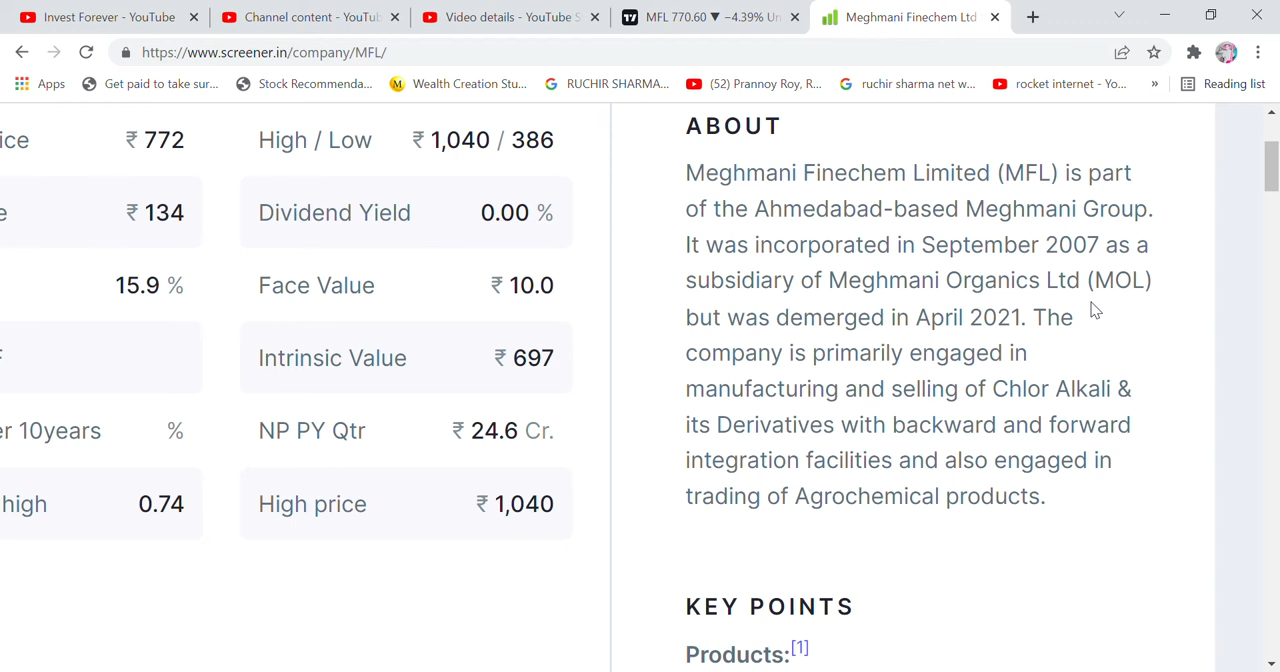 Invest Forever - YouTube
Channel content - YouTub
Video details - YouTube S
MFL 770.60 ▼ −4.39% Un
Meghmani Finechem Ltd
https://www.screener.in/company/MFL/
Apps
Get paid to take sur...
Stock Recommenda...
Wealth Creation Stu...
RUCHIR SHARMA...
(52) Prannoy Roy, R...
ruchir sharma net w...
rocket internet - Yo...
»
Reading list
ice ₹ 772
High / Low ₹ 1,040 / 386
e ₹ 134
Dividend Yield 0.00 %
15.9 %
Face Value ₹ 10.0
Intrinsic Value ₹ 697
er 10years %
NP PY Qtr ₹ 24.6 Cr.
high 0.74
High price ₹ 1,040
ABOUT
Meghmani Finechem Limited (MFL) is part
of the Ahmedabad-based Meghmani Group.
It was incorporated in September 2007 as a
subsidiary of Meghmani Organics Ltd (MOL)
but was demerged in April 2021. The
company is primarily engaged in
manufacturing and selling of Chlor Alkali &
its Derivatives with backward and forward
integration facilities and also engaged in
trading of Agrochemical products.
KEY POINTS
Products:[1]